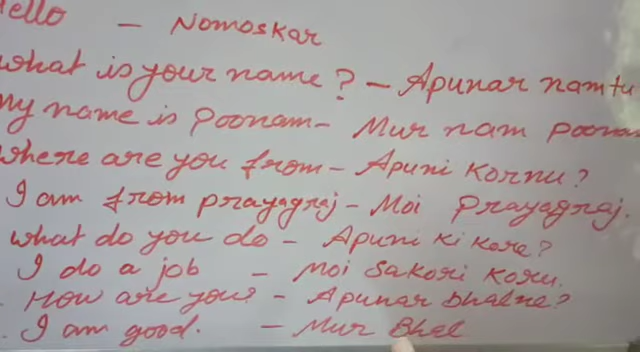 Hello - Nomoskar
What is your name? - Apunar nam tu
My name is Poonam - Mur nam poonam
Where are you from - Apuni Kornu?
I am from prayagraj - Moi Prayagraj.
What do you do - Apuni ki kore?
I do a job - Moi Sakori Koru.
How are you? - Apunar bhalne?
I am good. - Mur Bhal